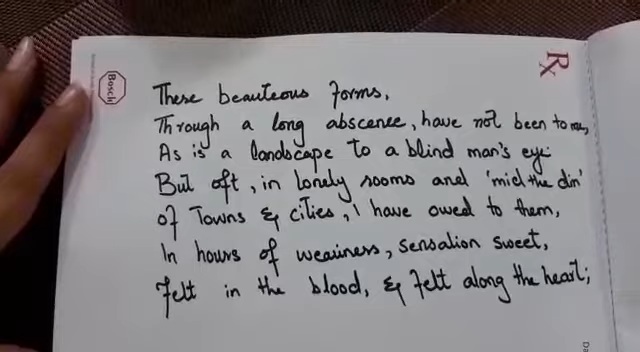 Bosch
Rx
These beauteous forms,
Through a long abscence, have not been to me,
As is a landscape to a blind man's eye:
But oft, in lonely rooms and 'mid the din'
of Towns & cities, I have owed to them,
In hours of weariness, sensation sweet,
Felt in the blood, & felt along the heart;